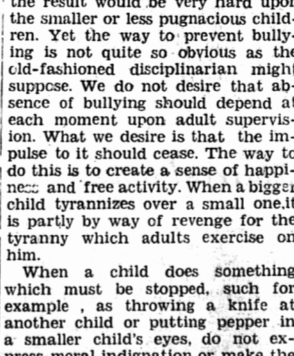 the result would be very hard upon
the smaller or less pugnacious child-
ren. Yet the way to prevent bully-
ing is not quite so obvious as the
old-fashioned disciplinarian might
suppose. We do not desire that ab-
sence of bullying should depend at
each moment upon adult supervis-
ion. What we desire is that the im-
pulse to it should cease. The way to
do this is to create a sense of happi-
ness and free activity. When a bigger
child tyrannizes over a small one,it
is partly by way of revenge for the
tyranny which adults exercise on
him.
When a child does something
which must be stopped, such for
example , as throwing a knife at
another child or putting pepper in
a smaller child's eyes, do not ex-
press moral indignation or make the